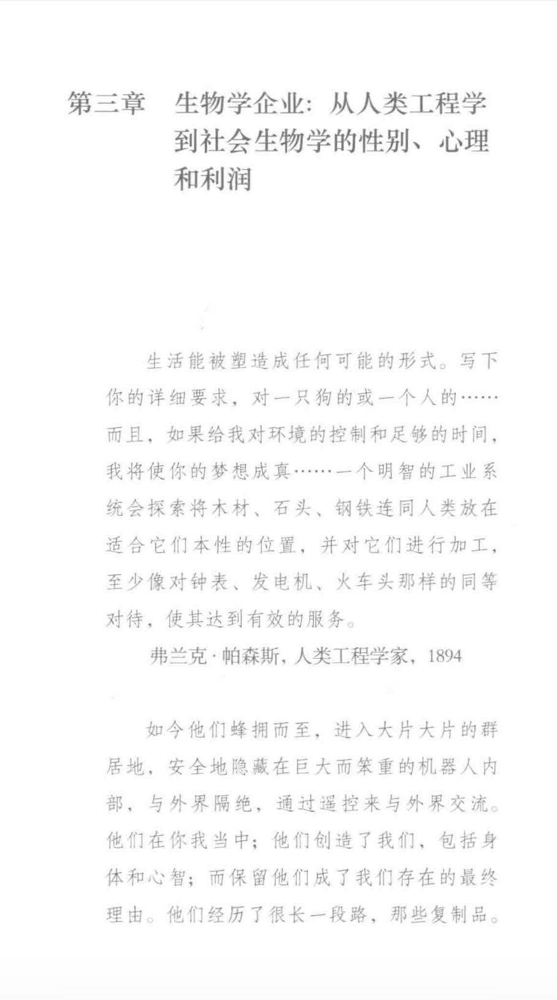 第三章 生物学企业：从人类工程学
到社会生物学的性别、心理
和利润
生活能被塑造成任何可能的形式。写下
你的详细要求，对一只狗的或一个人的……
而且，如果给我对环境的控制和足够的时间，
我将使你的梦想成真……一个明智的工业系
统会探索将木材、石头、钢铁连同人类放在
适合它们本性的位置，并对它们进行加工，
至少像对钟表、发电机、火车头那样的同等
对待，使其达到有效的服务。
弗兰克·帕森斯，人类工程学家，1894
如今他们蜂拥而至，进入大片大片的群
居地，安全地隐藏在巨大而笨重的机器人内
部，与外界隔绝，通过遥控来与外界交流。
他们在你我当中；他们创造了我们，包括身
体和心智；而保留他们成了我们存在的最终
理由。他们经历了很长一段路，那些复制品。